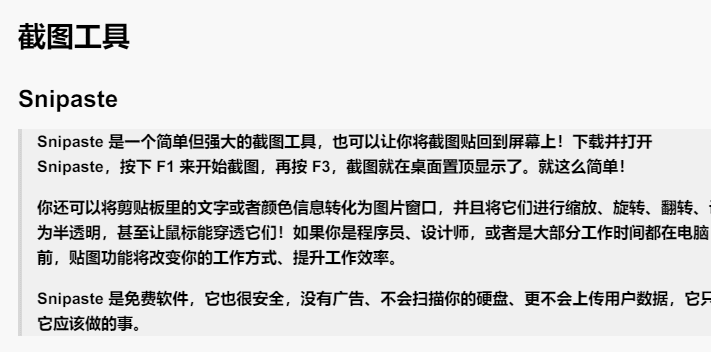 截图工具
Snipaste
Snipaste 是一个简单但强大的截图工具，也可以让你将截图贴回到屏幕上！下载并打开
Snipaste，按下 F1 来开始截图，再按 F3，截图就在桌面置顶显示了。就这么简单！
你还可以将剪贴板里的文字或者颜色信息转化为图片窗口，并且将它们进行缩放、旋转、翻转、
为半透明，甚至让鼠标能穿透它们！如果你是程序员、设计师，或者是大部分工作时间都在电脑
前，贴图功能将改变你的工作方式、提升工作效率。
Snipaste 是免费软件，它也很安全，没有广告、不会扫描你的硬盘、更不会上传用户数据，它只
它应该做的事。